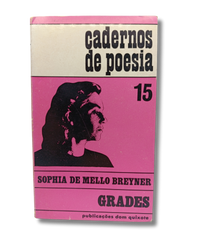 cadernos
de poesia
15
SOPHIA DE MELLO BREYNER
GRADES
publicações dom quixote